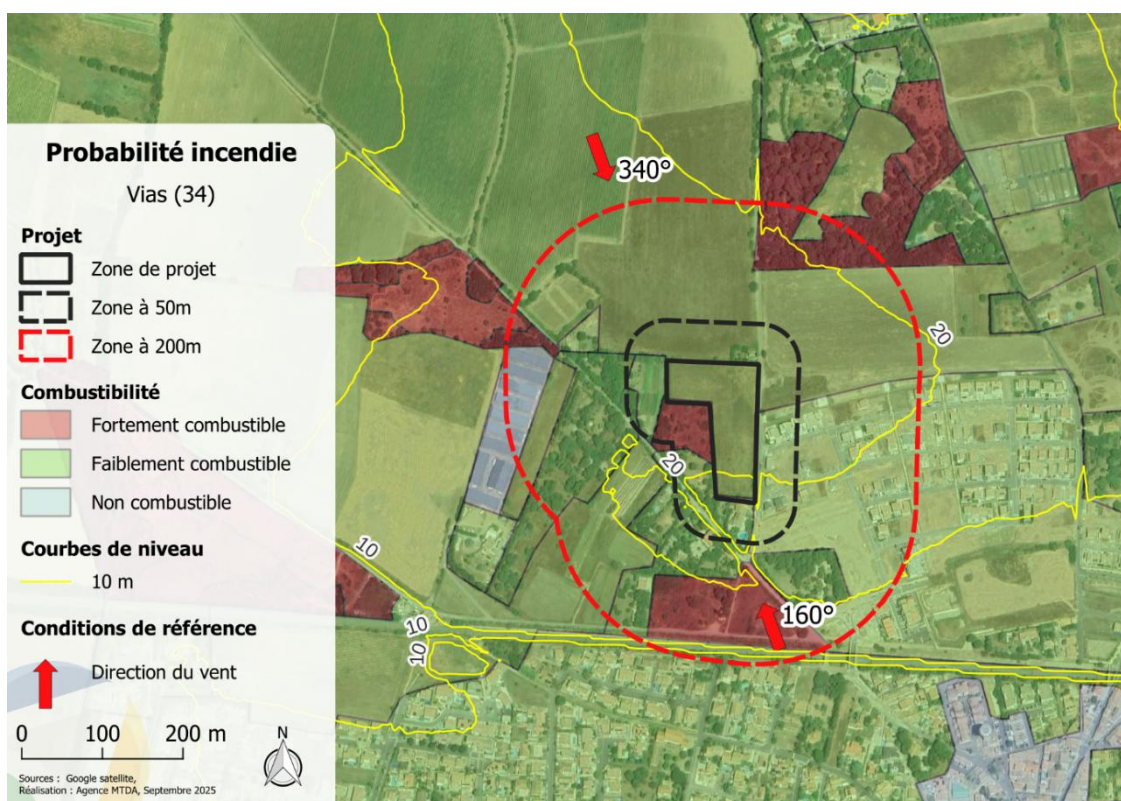 Probabilité incendie
Vias (34)
Projet
Zone de projet
Zone à 50m
Zone à 200m
Combustibilité
Fortement combustible
Faiblement combustible
Non combustible
Courbes de niveau
10 m
Conditions de référence
Direction du vent
0 100 200 m
N
Sources : Google satellite,
Réalisation : Agence MTDA, Septembre 2025
340°
20
20
10
160°
10
10